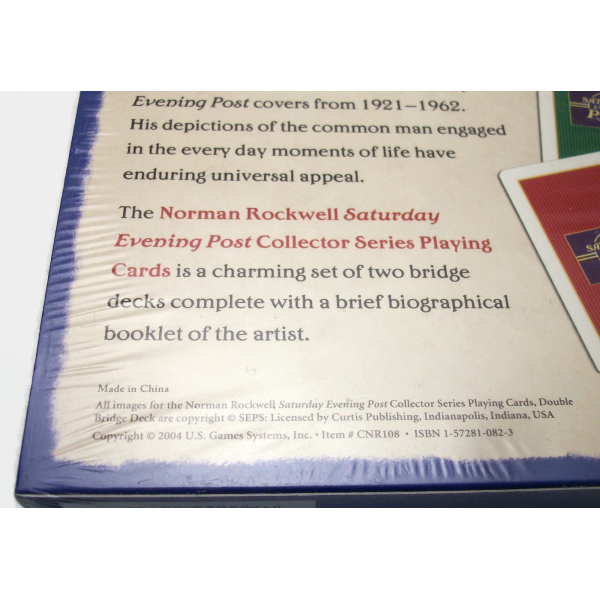 Evening Post covers from 1921–1962.
His depictions of the common man engaged
in the every day moments of life have
enduring universal appeal.
The Norman Rockwell Saturday
Evening Post Collector Series Playing
Cards is a charming set of two bridge
decks complete with a brief biographical
booklet of the artist.
Made in China
All images for the Norman Rockwell Saturday Evening Post Collector Series Playing Cards, Double
Bridge Deck are copyright © SEPS: Licensed by Curtis Publishing, Indianapolis, Indiana, USA
Copyright © 2004 U.S. Games Systems, Inc. • Item # CNR108 • ISBN 1-57281-082-3